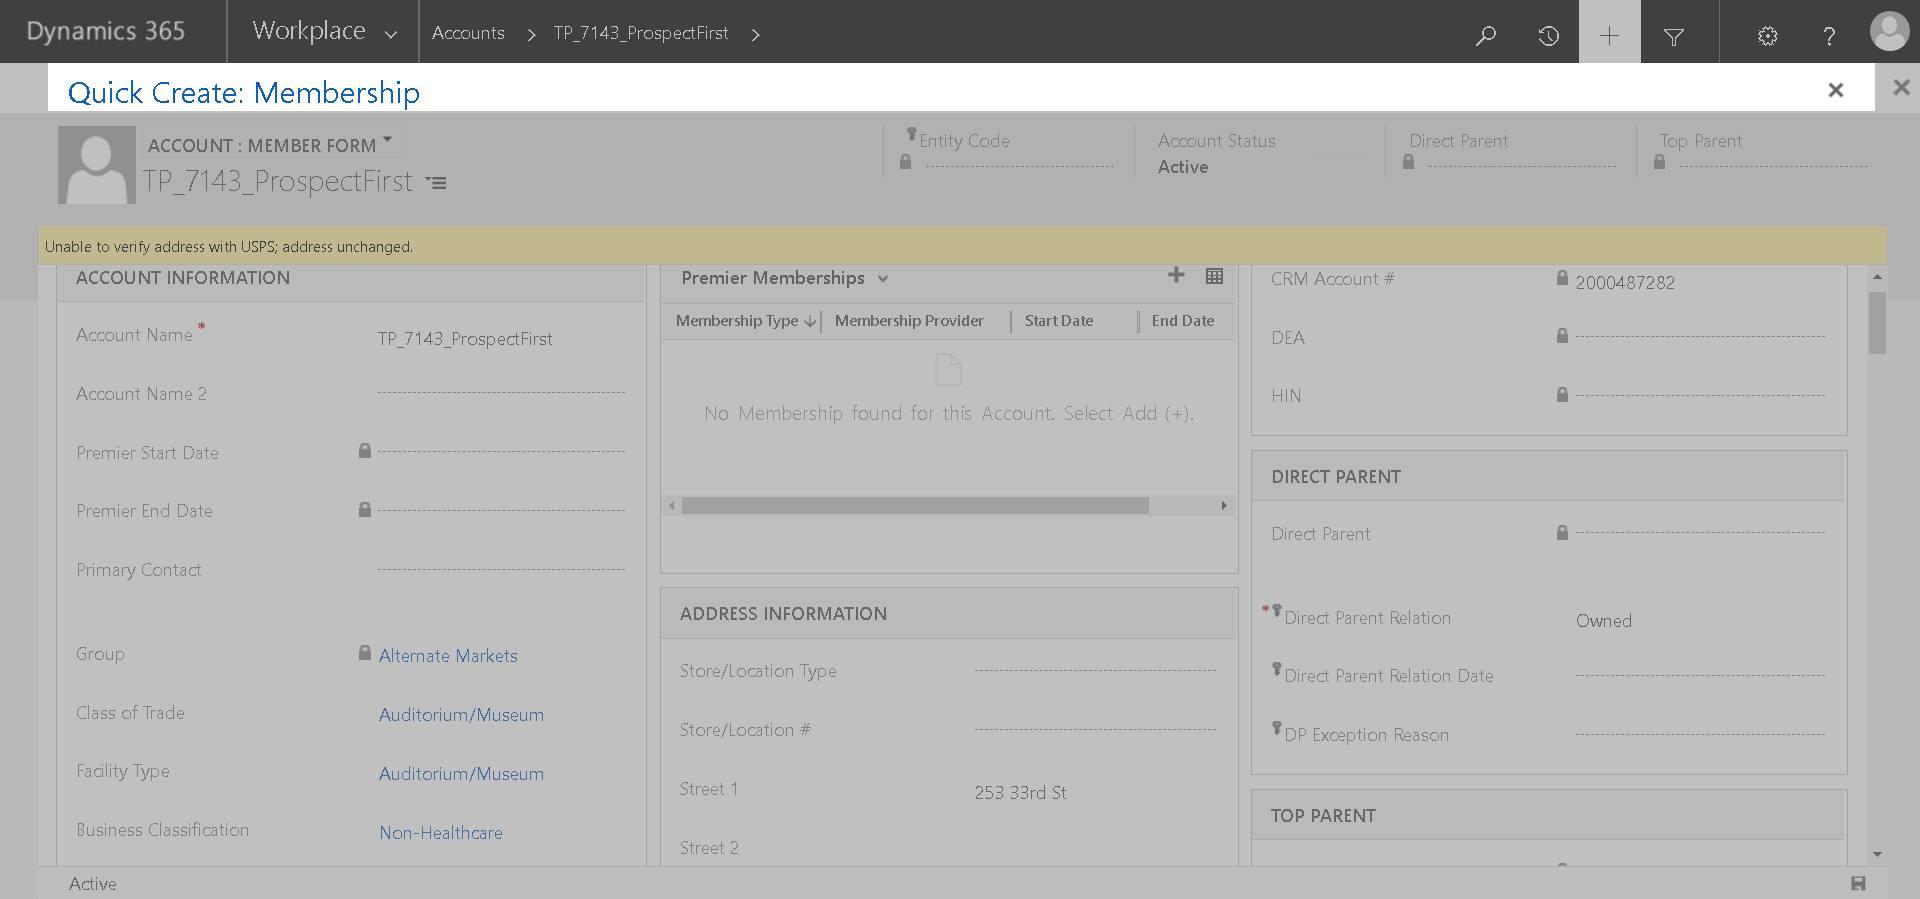 Dynamics 365
Workplace
Accounts
TP_7143_ProspectFirst
Quick Create: Membership
ACCOUNT : MEMBER FORM
TP_7143_ProspectFirst
Entity Code
Account Status
Active
Direct Parent
Top Parent
Unable to verify address with USPS; address unchanged.
ACCOUNT INFORMATION
Account Name *
TP_7143_ProspectFirst
Account Name 2
Premier Start Date
Premier End Date
Primary Contact
Group
Alternate Markets
Class of Trade
Auditorium/Museum
Facility Type
Auditorium/Museum
Business Classification
Non-Healthcare
Premier Memberships
Membership Type
Membership Provider
Start Date
End Date
No Membership found for this Account. Select Add (+).
ADDRESS INFORMATION
Store/Location Type
Store/Location #
Street 1
253 33rd St
Street 2
CRM Account #
2000487282
DEA
HIN
DIRECT PARENT
Direct Parent
* Direct Parent Relation
Owned
Direct Parent Relation Date
DP Exception Reason
TOP PARENT
Active